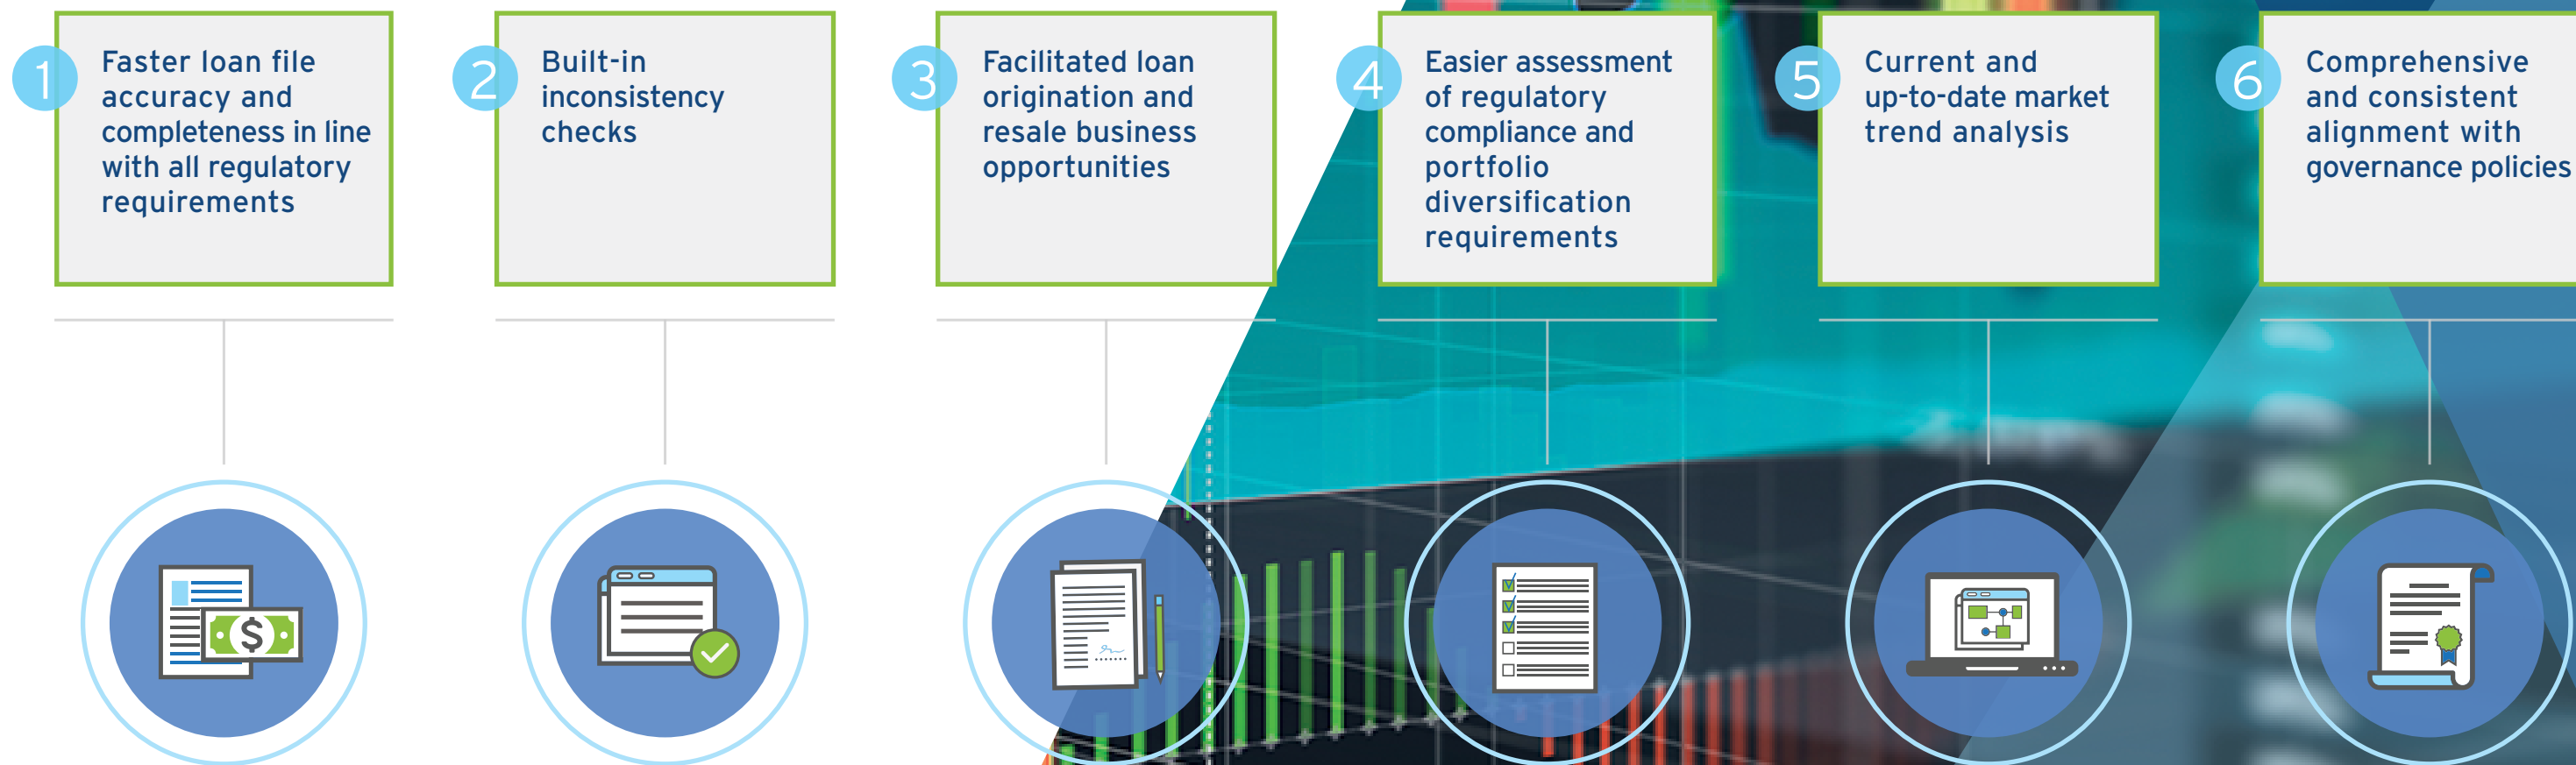 1
Faster loan file
accuracy and
completeness in line
with all regulatory
requirements
2
Built-in
inconsistency
checks
3
Facilitated loan
origination and
resale business
opportunities
4
Easier assessment
of regulatory
compliance and
portfolio
diversification
requirements
5
Current and
up-to-date market
trend analysis
6
Comprehensive
and consistent
alignment with
governance policies
$